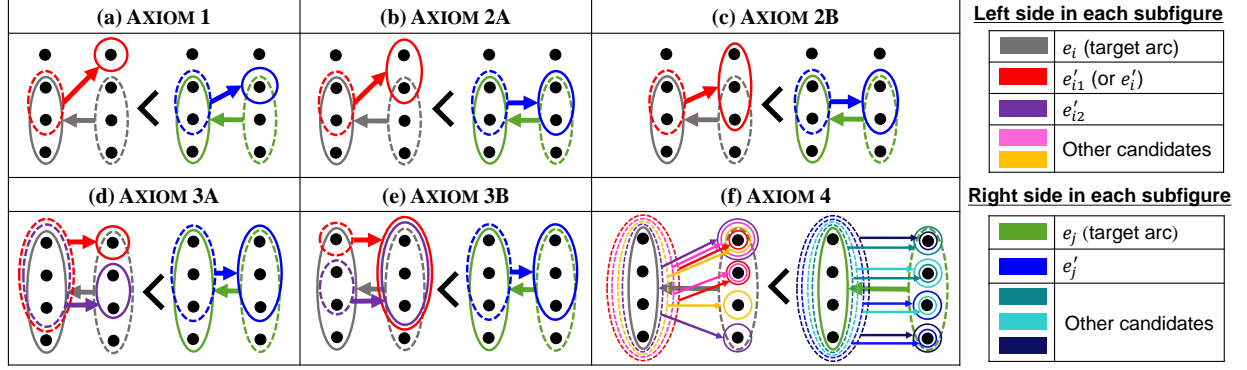 (a) AXIOM 1
(b) AXIOM 2A
(c) AXIOM 2B
<
<
<
(d) AXIOM 3A
(e) AXIOM 3B
(f) AXIOM 4
<
<
<
Left side in each subfigure
e_i (target arc)
e'_{i1} (or e'_i)
e'_{i2}
Other candidates
Right side in each subfigure
e_j (target arc)
e'_j
Other candidates